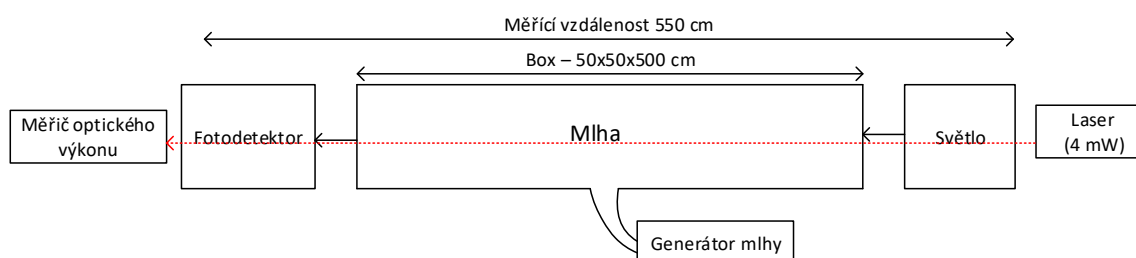 Měřící vzdálenost 550 cm
Box – 50x50x500 cm
Měřič optického
výkonu
Fotodetektor
Mlha
Světlo
Laser
(4 mW)
Generátor mlhy